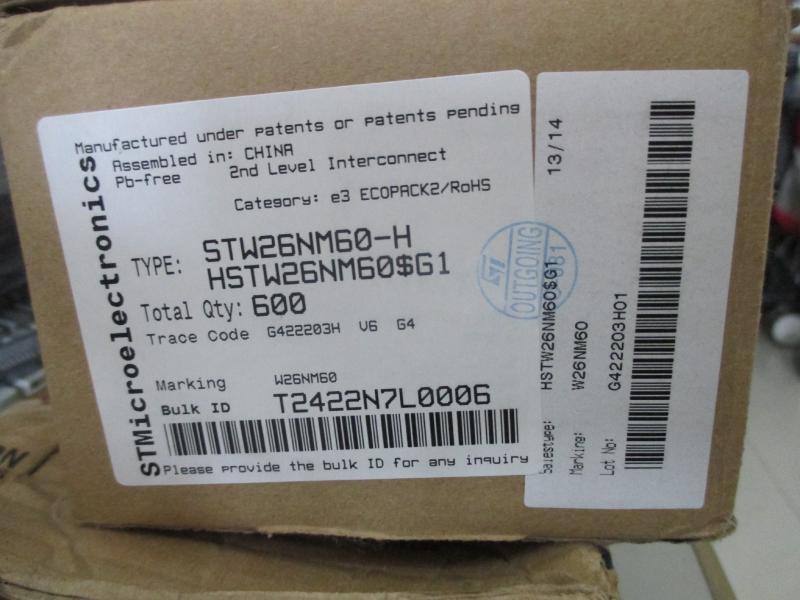 STMicroelectronics
Manufactured under patents or patents pending
Assembled in: CHINA
Pb-free 2nd Level Interconnect
Category: e3 ECOPACK2/RoHS
TYPE: STW26NM60-H
HSTW26NM60$G1
Total Qty: 600
Trace Code G422203H V6 G4
Marking W26NM60
Bulk ID T2422N7L0006
Please provide the bulk ID for any inquiry
ST
OUTGOING
13/14
Salestype: HSTW26NM60$G1
Marking: W26NM60
Lot No: G422203H01